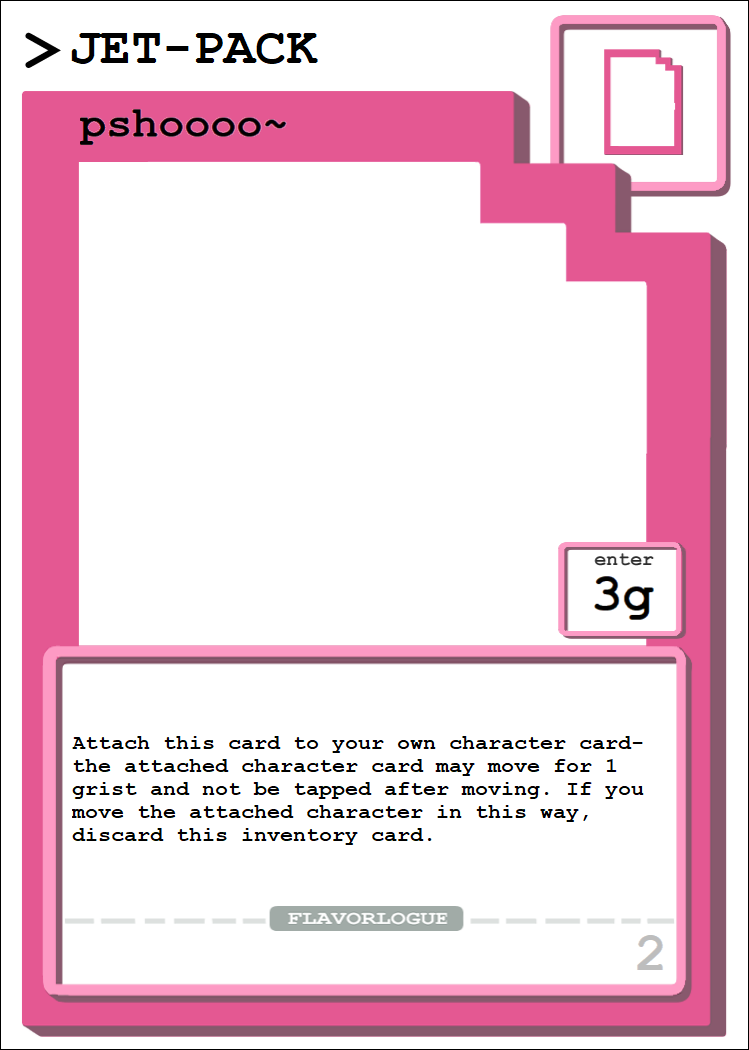 >JET-PACK
pshoooo~
enter
3g
Attach this card to your own character card-
the attached character card may move for 1
grist and not be tapped after moving. If you
move the attached character in this way,
discard this inventory card.
FLAVORLOGUE
2